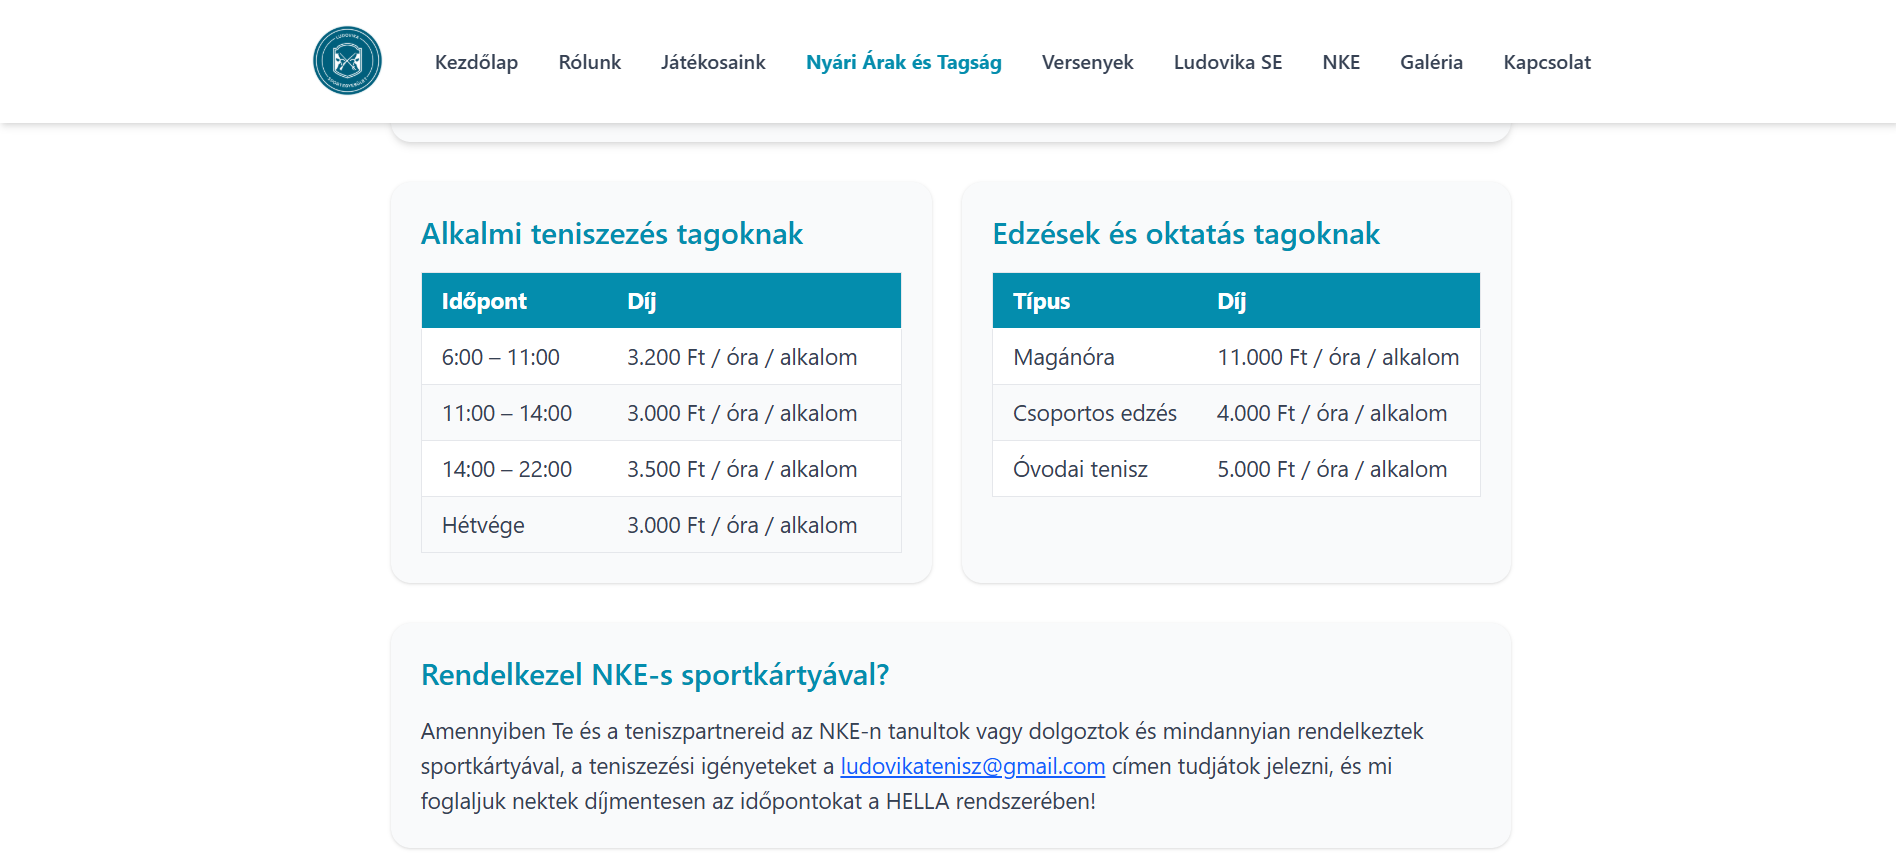 LUDOVIKA
SPORTEGYESÜLET
Kezdőlap Rólunk Játékosaink Nyári Árak és Tagság Versenyek Ludovika SE NKE Galéria Kapcsolat
Alkalmi teniszezés tagoknak
Időpont Díj
6:00 – 11:00 3.200 Ft / óra / alkalom
11:00 – 14:00 3.000 Ft / óra / alkalom
14:00 – 22:00 3.500 Ft / óra / alkalom
Hétvége 3.000 Ft / óra / alkalom
Edzések és oktatás tagoknak
Típus Díj
Magánóra 11.000 Ft / óra / alkalom
Csoportos edzés 4.000 Ft / óra / alkalom
Óvodai tenisz 5.000 Ft / óra / alkalom
Rendelkezel NKE-s sportkártyával?
Amennyiben Te és a teniszpartnereid az NKE-n tanultok vagy dolgoztok és mindannyian rendelkeztek
sportkártyával, a teniszezési igényeteket a ludovikatenisz@gmail.com címen tudjátok jelezni, és mi
foglaljuk nektek díjmentesen az időpontokat a HELLA rendszerében!